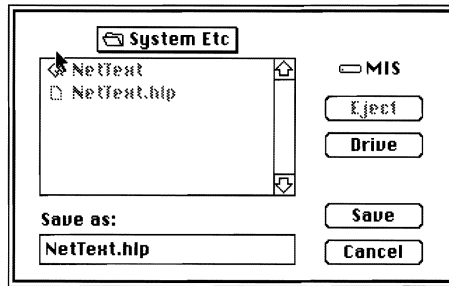 System Etc
NetText
NetText.hlp
MIS
Eject
Drive
Save as:
NetText.hlp
Save
Cancel